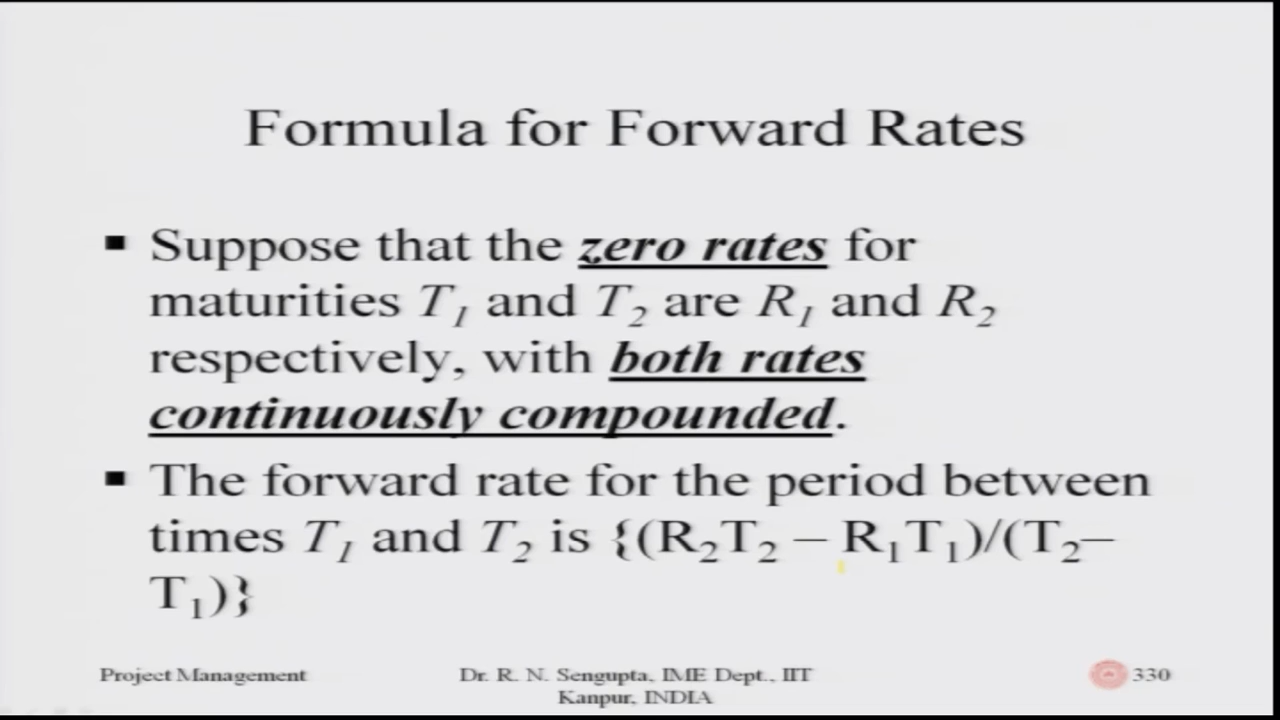 Formula for Forward Rates
▪ Suppose that the zero rates for
maturities T₁ and T₂ are R₁ and R₂
respectively, with both rates
continuously compounded.
▪ The forward rate for the period between
times T₁ and T₂ is {(R₂T₂ – R₁T₁)/(T₂–
T₁)}
Project Management
Dr. R. N. Sengupta, IME Dept., IIT
Kanpur, INDIA
330